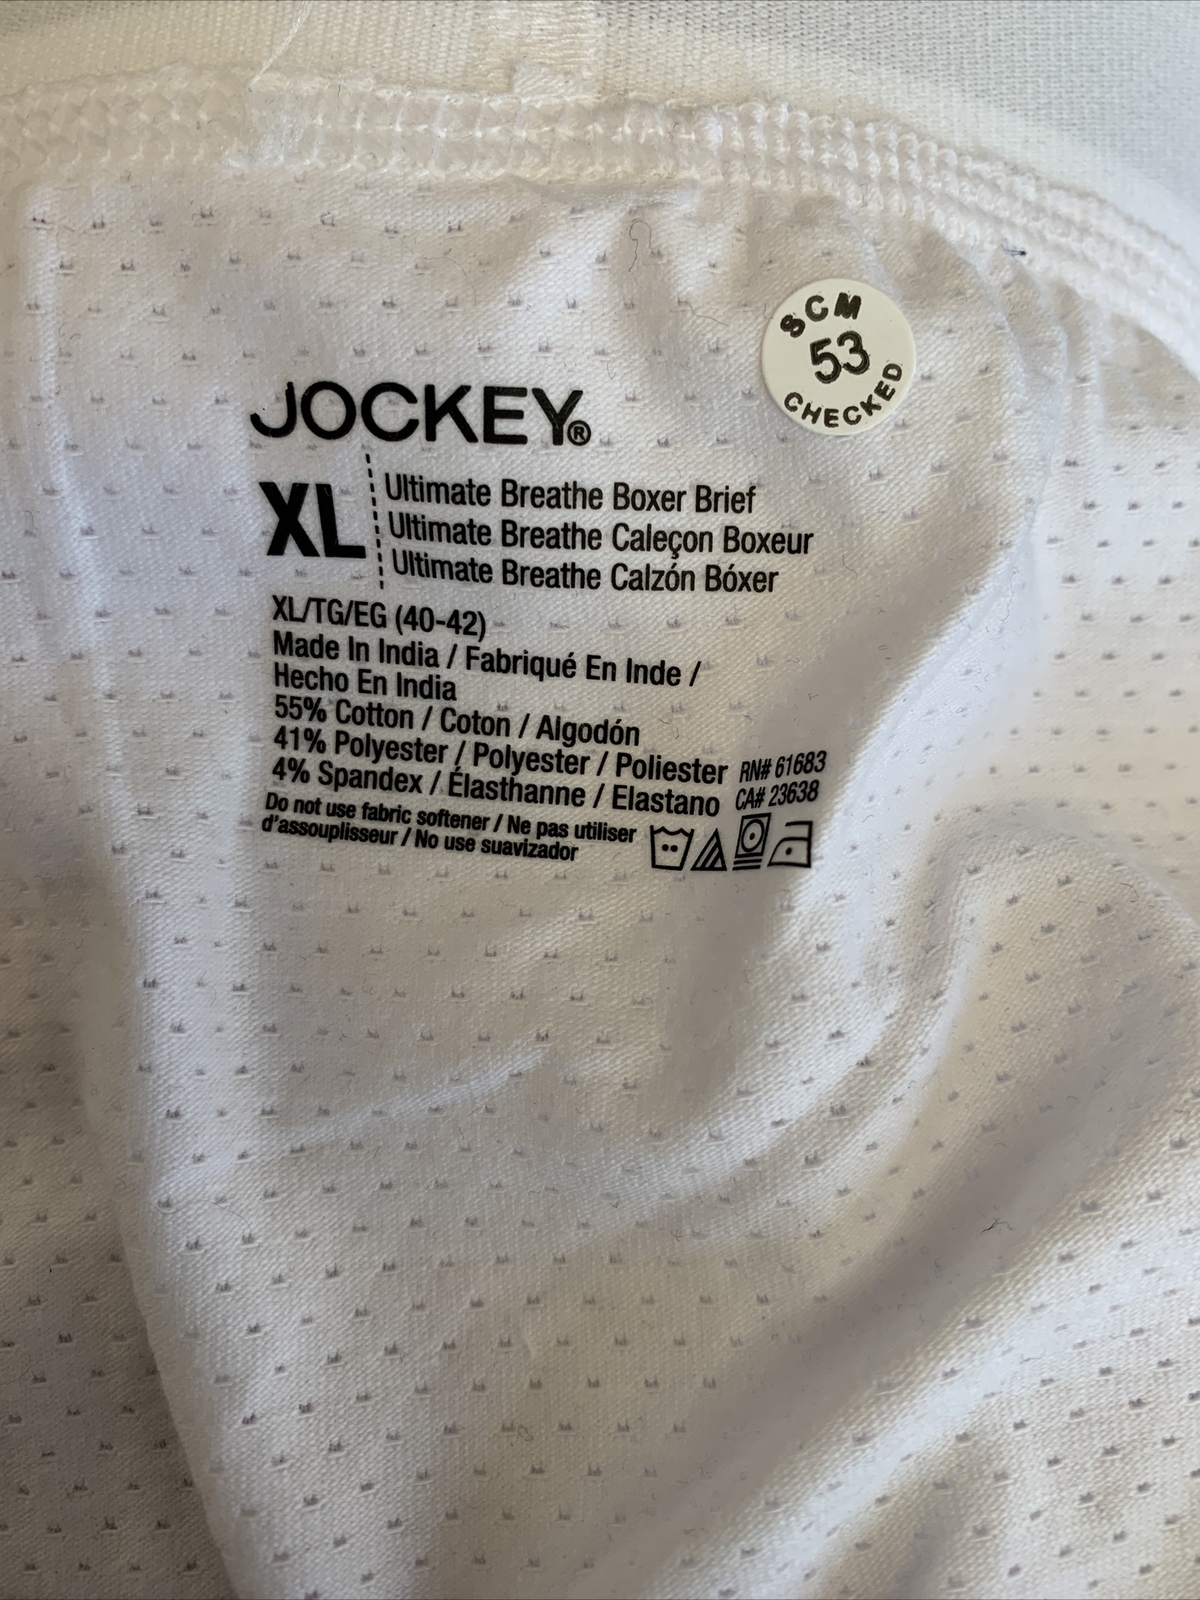 SCM
53
CHECKED
JOCKEY®
XL
Ultimate Breathe Boxer Brief
Ultimate Breathe Caleçon Boxeur
Ultimate Breathe Calzón Bóxer
XL/TG/EG (40-42)
Made In India / Fabriqué En Inde /
Hecho En India
55% Cotton / Coton / Algodón
41% Polyester / Polyester / Poliester
4% Spandex / Élasthanne / Elastano
RN# 61683
CA# 23638
Do not use fabric softener / Ne pas utiliser
d'assouplisseur / No use suavizador